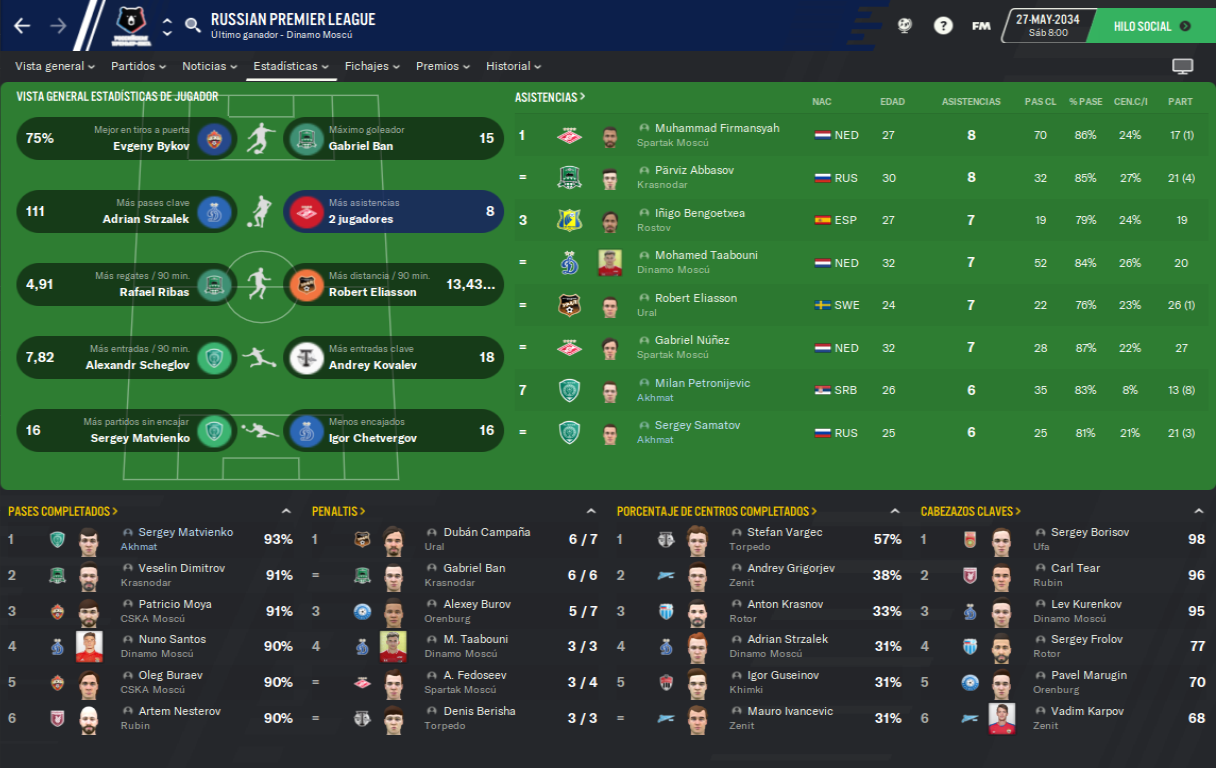 RUSSIAN PREMIER LEAGUE
Último ganador - Dinamo Moscú
FM
27-MAY-2034
Sáb 8:00
HILO SOCIAL
Vista general Partidos Noticias Estadísticas Fichajes Premios Historial
VISTA GENERAL ESTADÍSTICAS DE JUGADOR
75% Mejor en tiros a puerta
Evgeny Bykov
Máximo goleador
Gabriel Ban 15
111 Más pases clave
Adrian Strzalek
Más asistencias
2 jugadores 8
4,91 Más regates / 90 min.
Rafael Ribas
Más distancia / 90 min.
Robert Eliasson 13,43...
7,82 Más entradas / 90 min.
Alexandr Scheglov
Más entradas clave
Andrey Kovalev 18
16 Más partidos sin encajar
Sergey Matvienko
Menos encajados
Igor Chetvergov 16
ASISTENCIAS NAC EDAD ASISTENCIAS PAS CL % PASE CEN.C/I PART
1 Muhammad Firmansyah NED 27 8 70 86% 24% 17 (1)
Spartak Moscú
= Pärviz Abbasov RUS 30 8 32 85% 27% 21 (4)
Krasnodar
3 Iñigo Bengoetxea ESP 27 7 19 79% 24% 19
Rostov
= Mohamed Taabouni NED 32 7 52 84% 26% 20
Dinamo Moscú
= Robert Eliasson SWE 24 7 22 76% 23% 26 (1)
Ural
= Gabriel Núñez NED 32 7 28 87% 22% 27
Spartak Moscú
7 Milan Petronijevic SRB 26 6 35 83% 8% 13 (8)
Akhmat
= Sergey Samatov RUS 25 6 25 81% 21% 21 (3)
Akhmat
PASES COMPLETADOS
1 Sergey Matvienko 93%
Akhmat
2 Veselin Dimitrov 91%
Krasnodar
3 Patricio Moya 91%
CSKA Moscú
4 Nuno Santos 90%
Dinamo Moscú
5 Oleg Buraev 90%
CSKA Moscú
6 Artem Nesterov 90%
Rubin
PENALTIS
1 Dubán Campaña 6 / 7
Ural
= Gabriel Ban 6 / 6
Krasnodar
3 Alexey Burov 5 / 7
Orenburg
4 M. Taabouni 3 / 3
Dinamo Moscú
= A. Fedoseev 3 / 4
Spartak Moscú
= Denis Berisha 3 / 3
Torpedo
PORCENTAJE DE CENTROS COMPLETADOS
1 Stefan Vargec 57%
Torpedo
2 Andrey Grigorjev 38%
Zenit
3 Anton Krasnov 33%
Rotor
4 Adrian Strzalek 31%
Dinamo Moscú
5 Igor Guseinov 31%
Khimki
= Mauro Ivancevic 31%
Zenit
CABEZAZOS CLAVES
1 Sergey Borisov 98
Ufa
2 Carl Tear 96
Rubin
3 Lev Kurenkov 95
Dinamo Moscú
4 Sergey Frolov 77
Rotor
5 Pavel Marugin 70
Orenburg
6 Vadim Karpov 68
Zenit